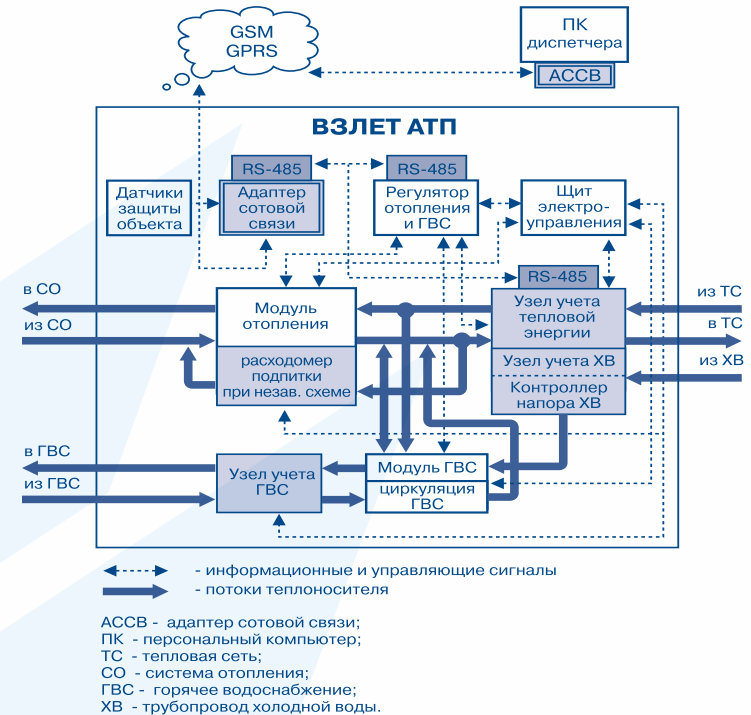 GSM
GPRS
ПК
диспетчера
АССВ
ВЗЛЕТ АТП
RS-485
RS-485
Датчики
защиты
объекта
Адаптер
сотовой
связи
Регулятор
отопления
и ГВС
Щит
электро-
управления
RS-485
в СО
из СО
Модуль
отопления
расходомер
подпитки
при незав. схеме
Узел учета
тепловой
энергии
Узел учета ХВ
Контроллер
напора ХВ
из ТС
в ТС
из ХВ
в ГВС
из ГВС
Узел учета
ГВС
Модуль ГВС
циркуляция
ГВС
- информационные и управляющие сигналы
- потоки теплоносителя
АССВ - адаптер сотовой связи;
ПК - персональный компьютер;
ТС - тепловая сеть;
СО - система отопления;
ГВС - горячее водоснабжение;
ХВ - трубопровод холодной воды.